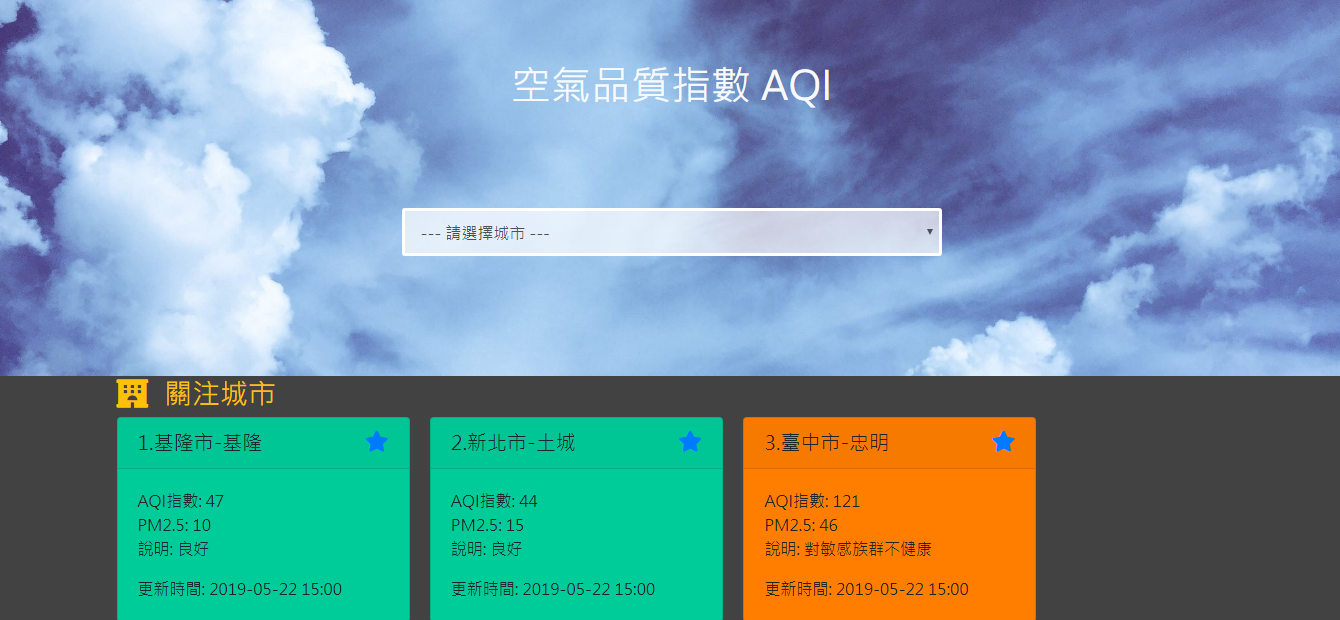 空氣品質指數 AQI
--- 請選擇城市 ---
關注城市
1.基隆市-基隆
AQI指數: 47
PM2.5: 10
說明: 良好
更新時間: 2019-05-22 15:00
2.新北市-土城
AQI指數: 44
PM2.5: 15
說明: 良好
更新時間: 2019-05-22 15:00
3.臺中市-忠明
AQI指數: 121
PM2.5: 46
說明: 對敏感族群不健康
更新時間: 2019-05-22 15:00